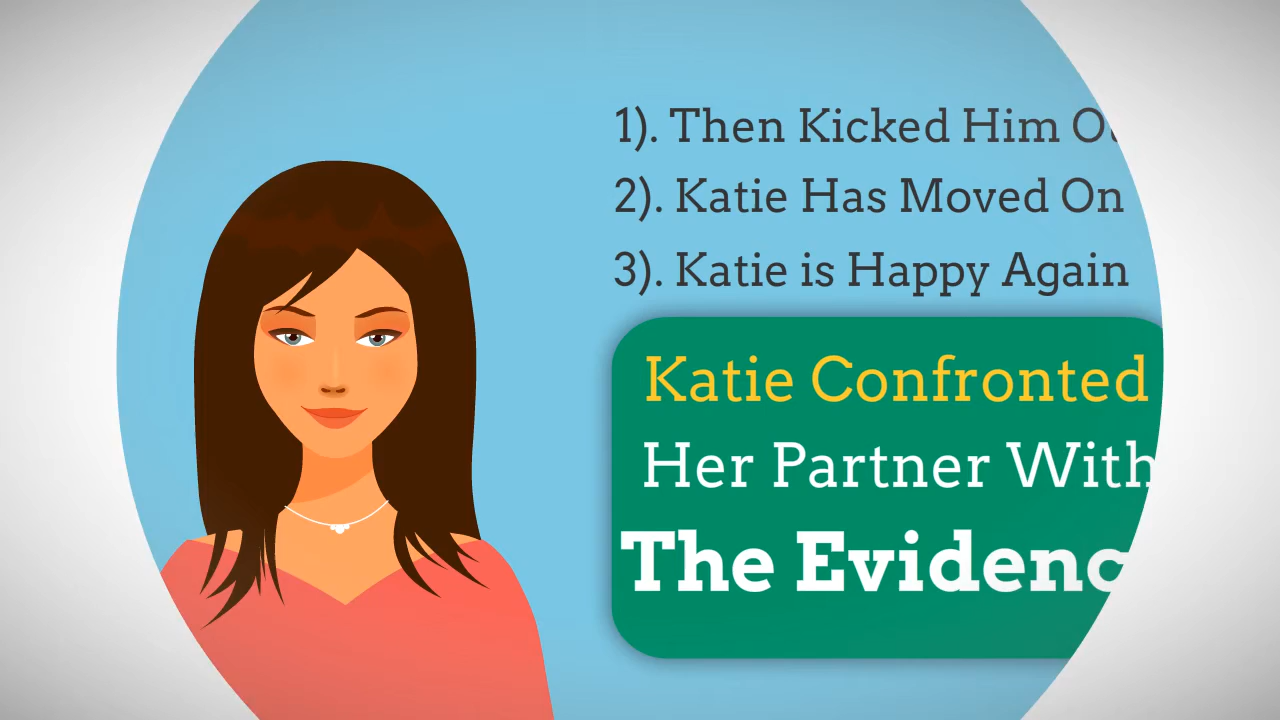 1). Then Kicked Him
2). Katie Has Moved On
3). Katie is Happy Again
Katie Confronted
Her Partner With
The